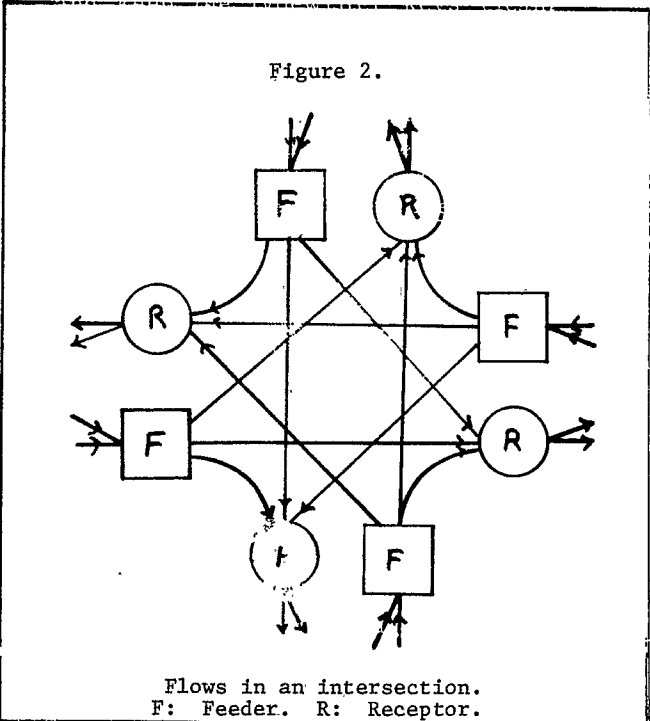 Figure 2.
F
R
R
F
F
R
F
Flows in an intersection.
F: Feeder. R: Receptor.